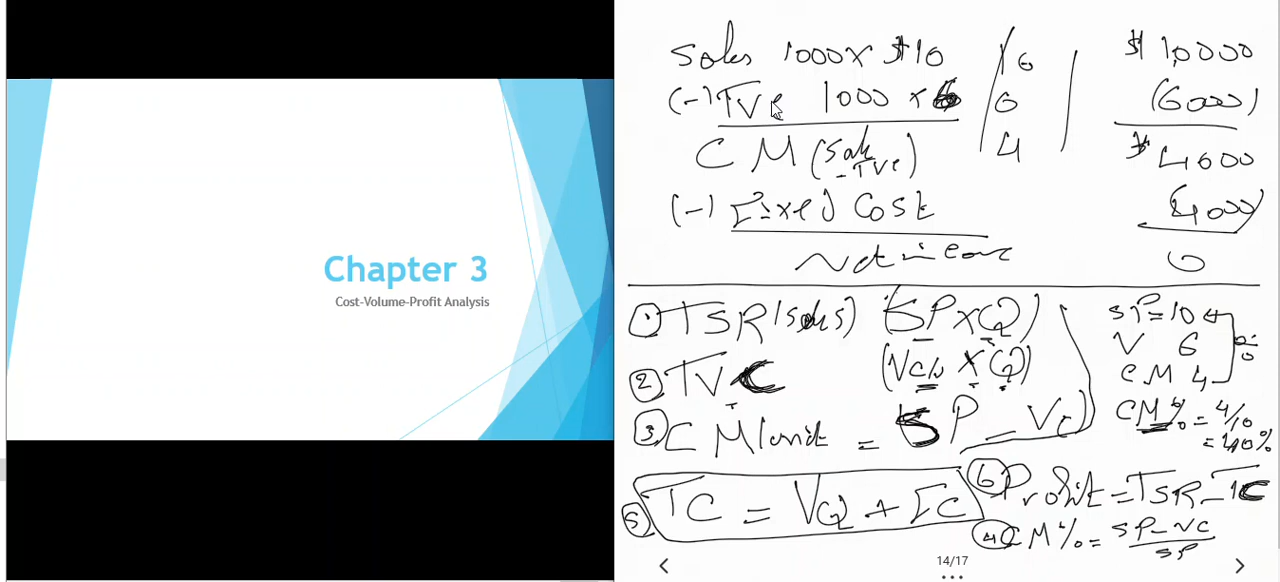 Chapter 3
Cost-Volume-Profit Analysis
Sales 1000 x $10 / 10 | $ 10,000
(-) TVC 1000 x 6 / 6 (6000)
CM (Sales - TVC) 4 $ 4000
(-) Fixed Cost (4000)
Net income 0
1 TSR (Sales) (SP x Q)
2 TVC (Vc/u x Q)
3 CM/unit = SP - Vc
SP = 10
V 6
CM 4
CM% = 4/10
= 40%
5 TC = VQ + FC
6 Profit = TSR - TC
4 CM% = SP - VC
SP
14/17